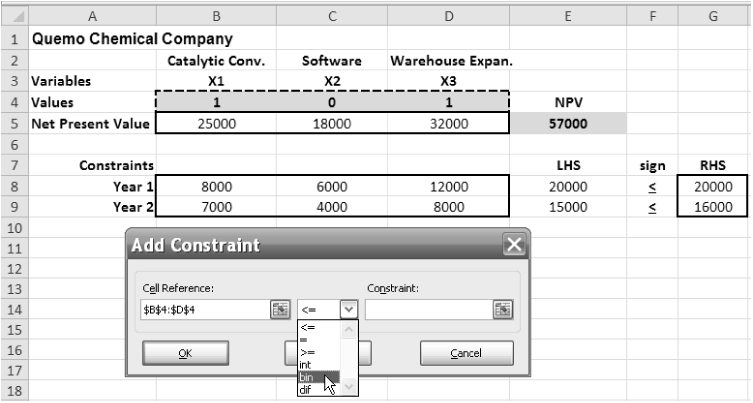 A B C D E F G
1 Quemo Chemical Company
2 Catalytic Conv. Software Warehouse Expan.
3 Variables X1 X2 X3
4 Values 1 0 1 NPV
5 Net Present Value 25000 18000 32000 57000
6
7 Constraints LHS sign RHS
8 Year 1 8000 6000 12000 20000 ≤ 20000
9 Year 2 7000 4000 8000 15000 ≤ 16000
10
11 Add Constraint
12
13 Cell Reference: Constraint:
14 $B$4:$D$4 <=
15 <=
=
16 >=
int
17 bin
18 dif
OK Cancel